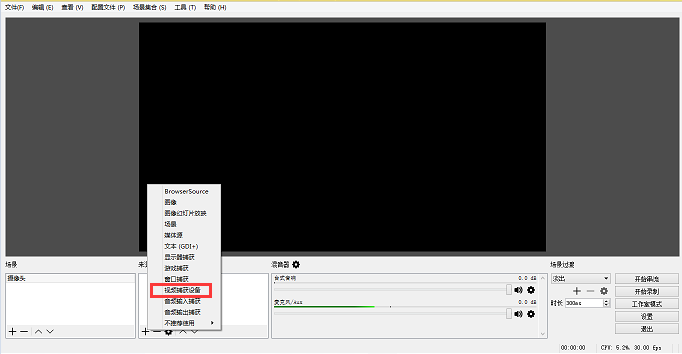 文件(F) 编辑 (E) 查看 (V) 配置文件 (P) 场景集合 (S) 工具 (T) 帮助 (H)
BrowserSource
图像
图像幻灯片放映
场景
媒体源
文本 (GDI+)
显示器捕获
游戏捕获
窗口捕获
视频捕获设备
音频输入捕获
音频输出捕获
不推荐使用
场景
摄像头
来源
混音器
台式音响 0.0 dB
麦克风/Aux 0.0 dB
场景过渡
淡出
时长 300ms
开始串流
开始录制
工作室模式
设置
退出
00:00:00 CPU: 5.2%, 30.00 fps